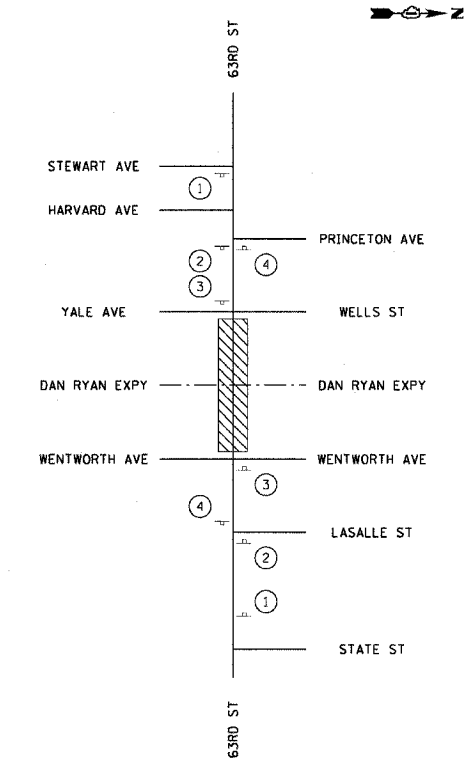 N
63RD ST
STEWART AVE
1
HARVARD AVE
PRINCETON AVE
2
4
3
YALE AVE
WELLS ST
DAN RYAN EXPY
DAN RYAN EXPY
WENTWORTH AVE
WENTWORTH AVE
3
4
LASALLE ST
2
1
STATE ST
63RD ST